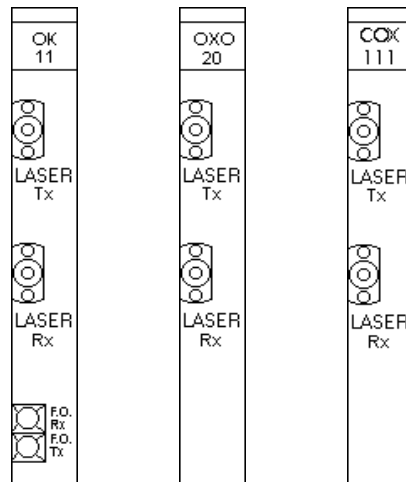 OK
11
LASER
Tx
LASER
Rx
F.O.
Rx
F.O.
Tx
OXO
20
LASER
Tx
LASER
Rx
COX
111
LASER
Tx
LASER
Rx